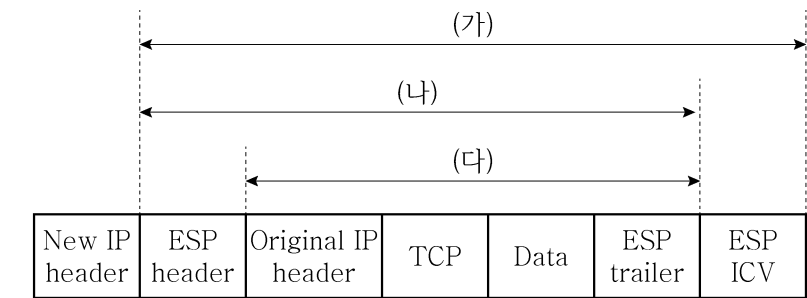 (가)
(나)
(다)
New IP header
ESP header
Original IP header
TCP
Data
ESP trailer
ESP ICV